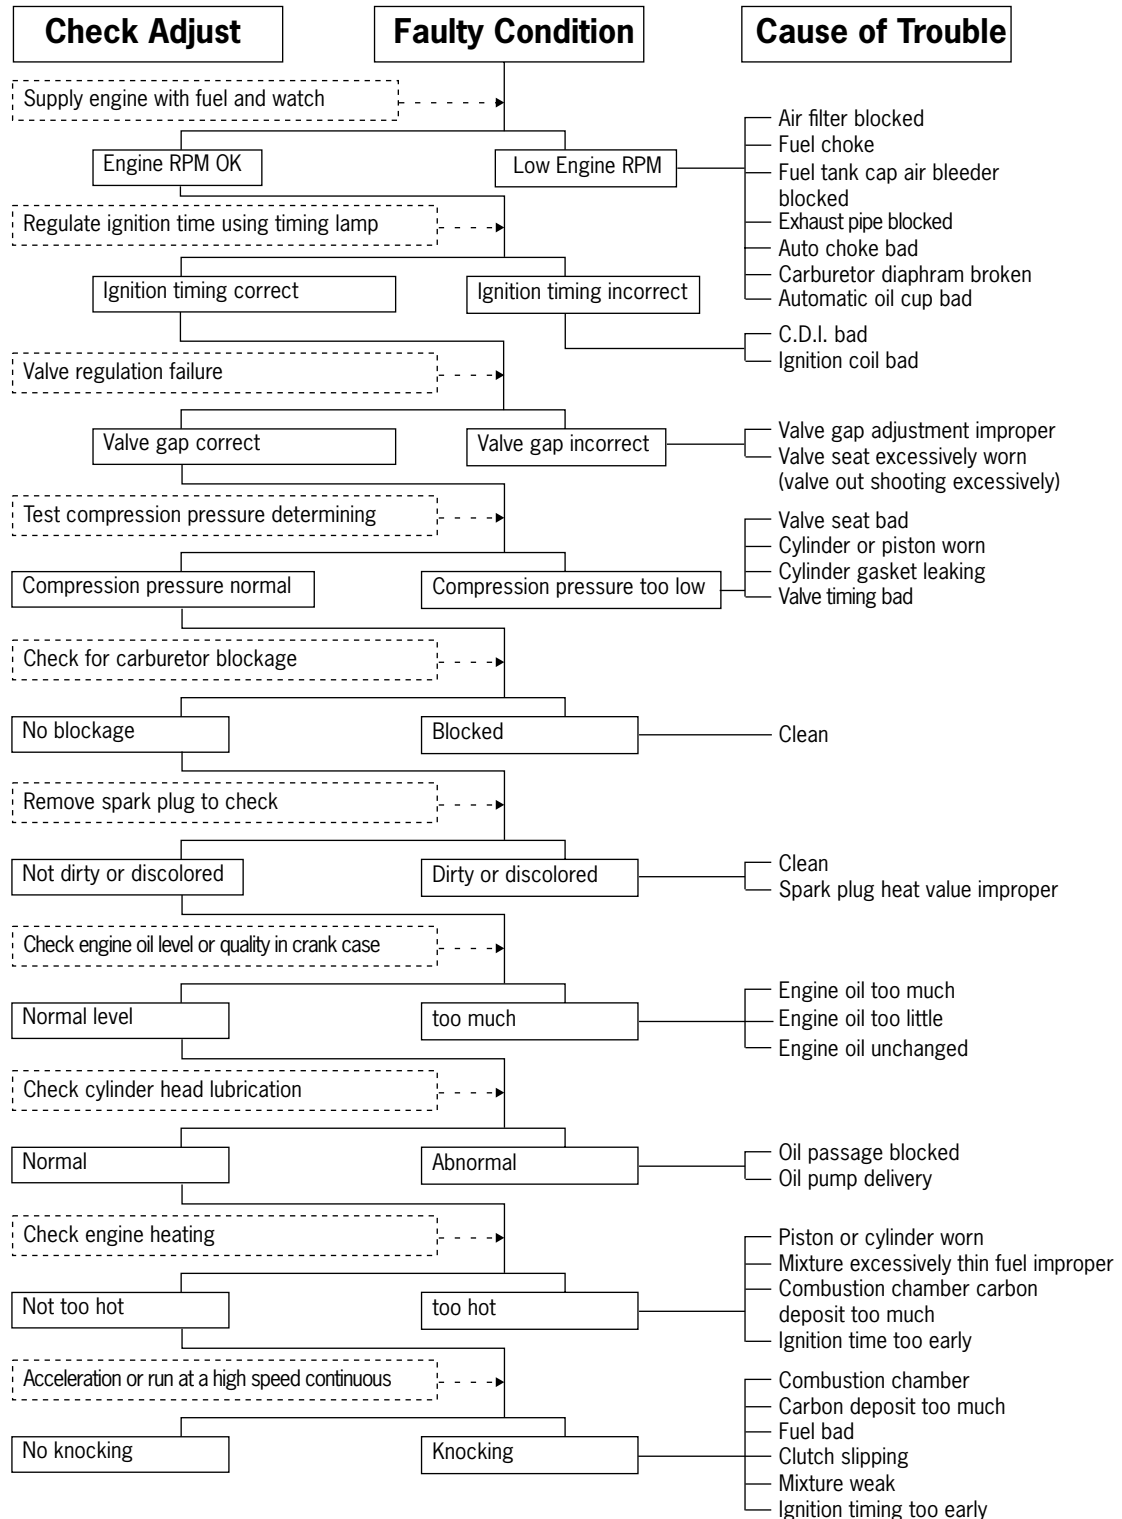 Check Adjust
Faulty Condition
Cause of Trouble
Supply engine with fuel and watch
Engine RPM OK
Low Engine RPM
Air filter blocked
Fuel choke
Fuel tank cap air bleeder
blocked
Exhaust pipe blocked
Auto choke bad
Carburetor diaphram broken
Automatic oil cup bad
Regulate ignition time using timing lamp
Ignition timing correct
Ignition timing incorrect
C.D.I. bad
Ignition coil bad
Valve regulation failure
Valve gap correct
Valve gap incorrect
Valve gap adjustment improper
Valve seat excessively worn
(valve out shooting excessively)
Test compression pressure determining
Compression pressure normal
Compression pressure too low
Valve seat bad
Cylinder or piston worn
Cylinder gasket leaking
Valve timing bad
Check for carburetor blockage
No blockage
Blocked
Clean
Remove spark plug to check
Not dirty or discolored
Dirty or discolored
Clean
Spark plug heat value improper
Check engine oil level or quality in crank case
Normal level
too much
Engine oil too much
Engine oil too little
Engine oil unchanged
Check cylinder head lubrication
Normal
Abnormal
Oil passage blocked
Oil pump delivery
Check engine heating
Not too hot
too hot
Piston or cylinder worn
Mixture excessively thin fuel improper
Combustion chamber carbon
deposit too much
Ignition time too early
Acceleration or run at a high speed continuous
No knocking
Knocking
Combustion chamber
Carbon deposit too much
Fuel bad
Clutch slipping
Mixture weak
Ignition timing too early